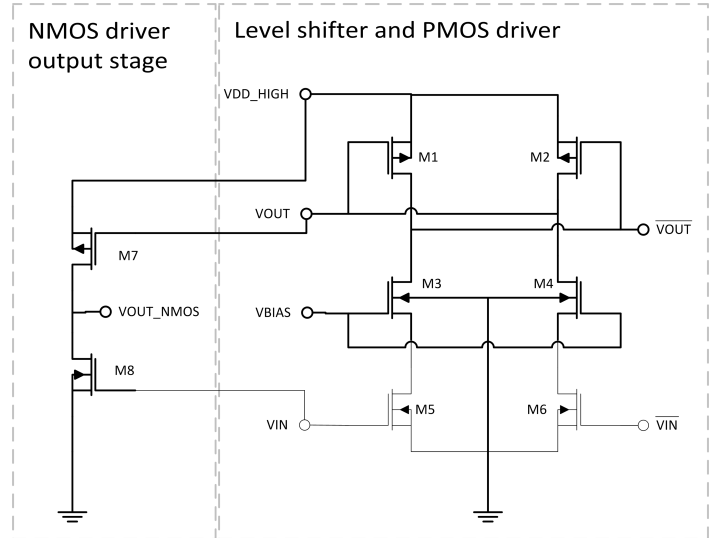 NMOS driver
output stage
Level shifter and PMOS driver
VDD_HIGH
M1
M2
VOUT
VOUT
M7
M3
M4
VOUT_NMOS
VBIAS
M8
M5
M6
VIN
VIN